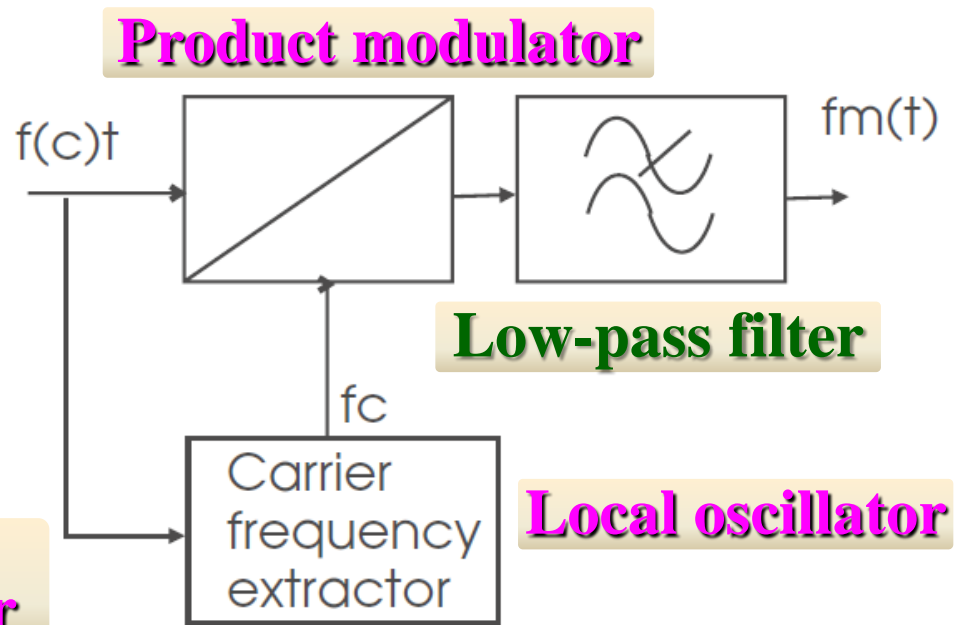 Product modulator
f(c)t
fm(t)
Low-pass filter
fc
Carrier
frequency
extractor
Local oscillator